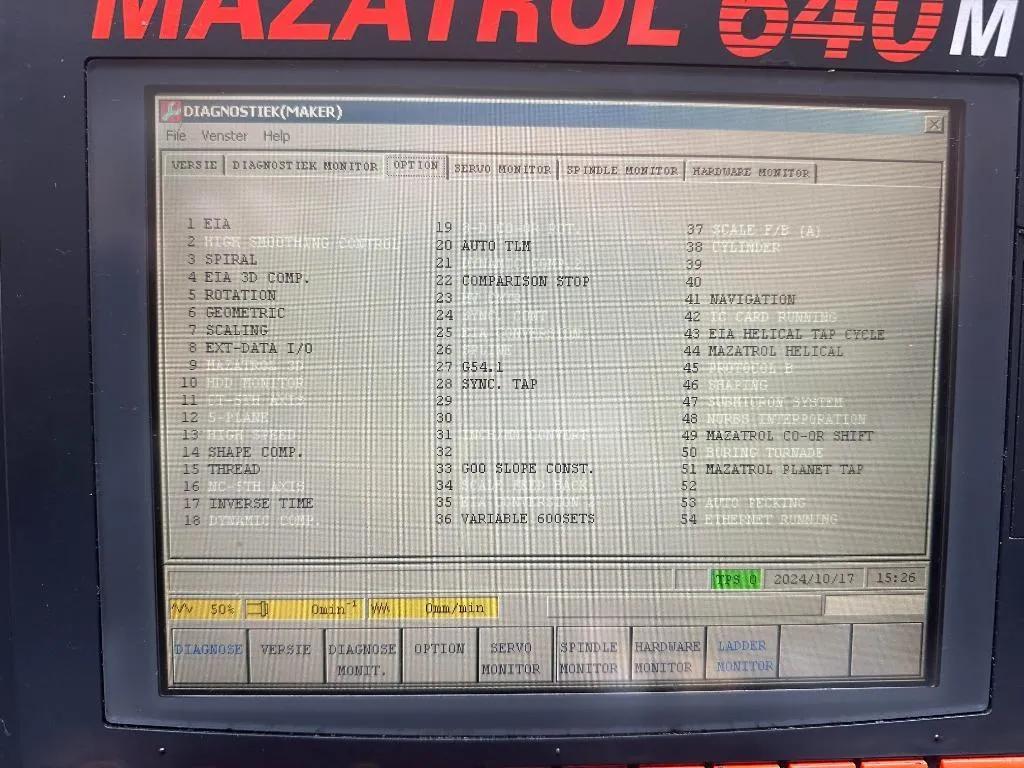 MAZATROL 640M
DIAGNOSTIEK(MAKER)
File Venster Help
VERSIE DIAGNOSTIEK MONITOR OPTION SERVO MONITOR SPINDLE MONITOR HARDWARE MONITOR
1 EIA
2 HIGH SMOOTHING CONTROL
3 SPIRAL
4 EIA 3D COMP.
5 ROTATION
6 GEOMETRIC
7 SCALING
8 EXT-DATA I/O
9 MAZATROL 3D
10 HDD MONITOR
11 AXIS
12 5-PLANE
13 HIGH SPEED
14 SHAPE COMP.
15 THREAD
16 NC-5TH AXIS
17 INVERSE TIME
18 DYNAMIC COMP.
19
20 AUTO TLM
21
22 COMPARISON STOP
23
24
25
26
27 G54.1
28 SYNC. TAP
29
30
31
32
33 G00 SLOPE CONST.
34
35
36 VARIABLE 600SETS
37 SCALE F/B (A)
38 CYLINDER
39
40
41 NAVIGATION
42 IC CARD RUNNING
43 EIA HELICAL TAP CYCLE
44 MAZATROL HELICAL
45 PROTOCOL B
46 SHAPING
47 SUBMICRON SYSTEM
48 NURBS INTERPORATION
49 MAZATROL CO-OR SHIFT
50 BORING TORNADE
51 MAZATROL PLANET TAP
52
53 AUTO PECKING
54 ETHERNET RUNNING
TPS 0 2024/10/17 15:26
50% 0min-1 0mm/min
DIAGNOSE VERSIE DIAGNOSE MONIT. OPTION SERVO MONITOR SPINDLE MONITOR HARDWARE MONITOR LADDER MONITOR